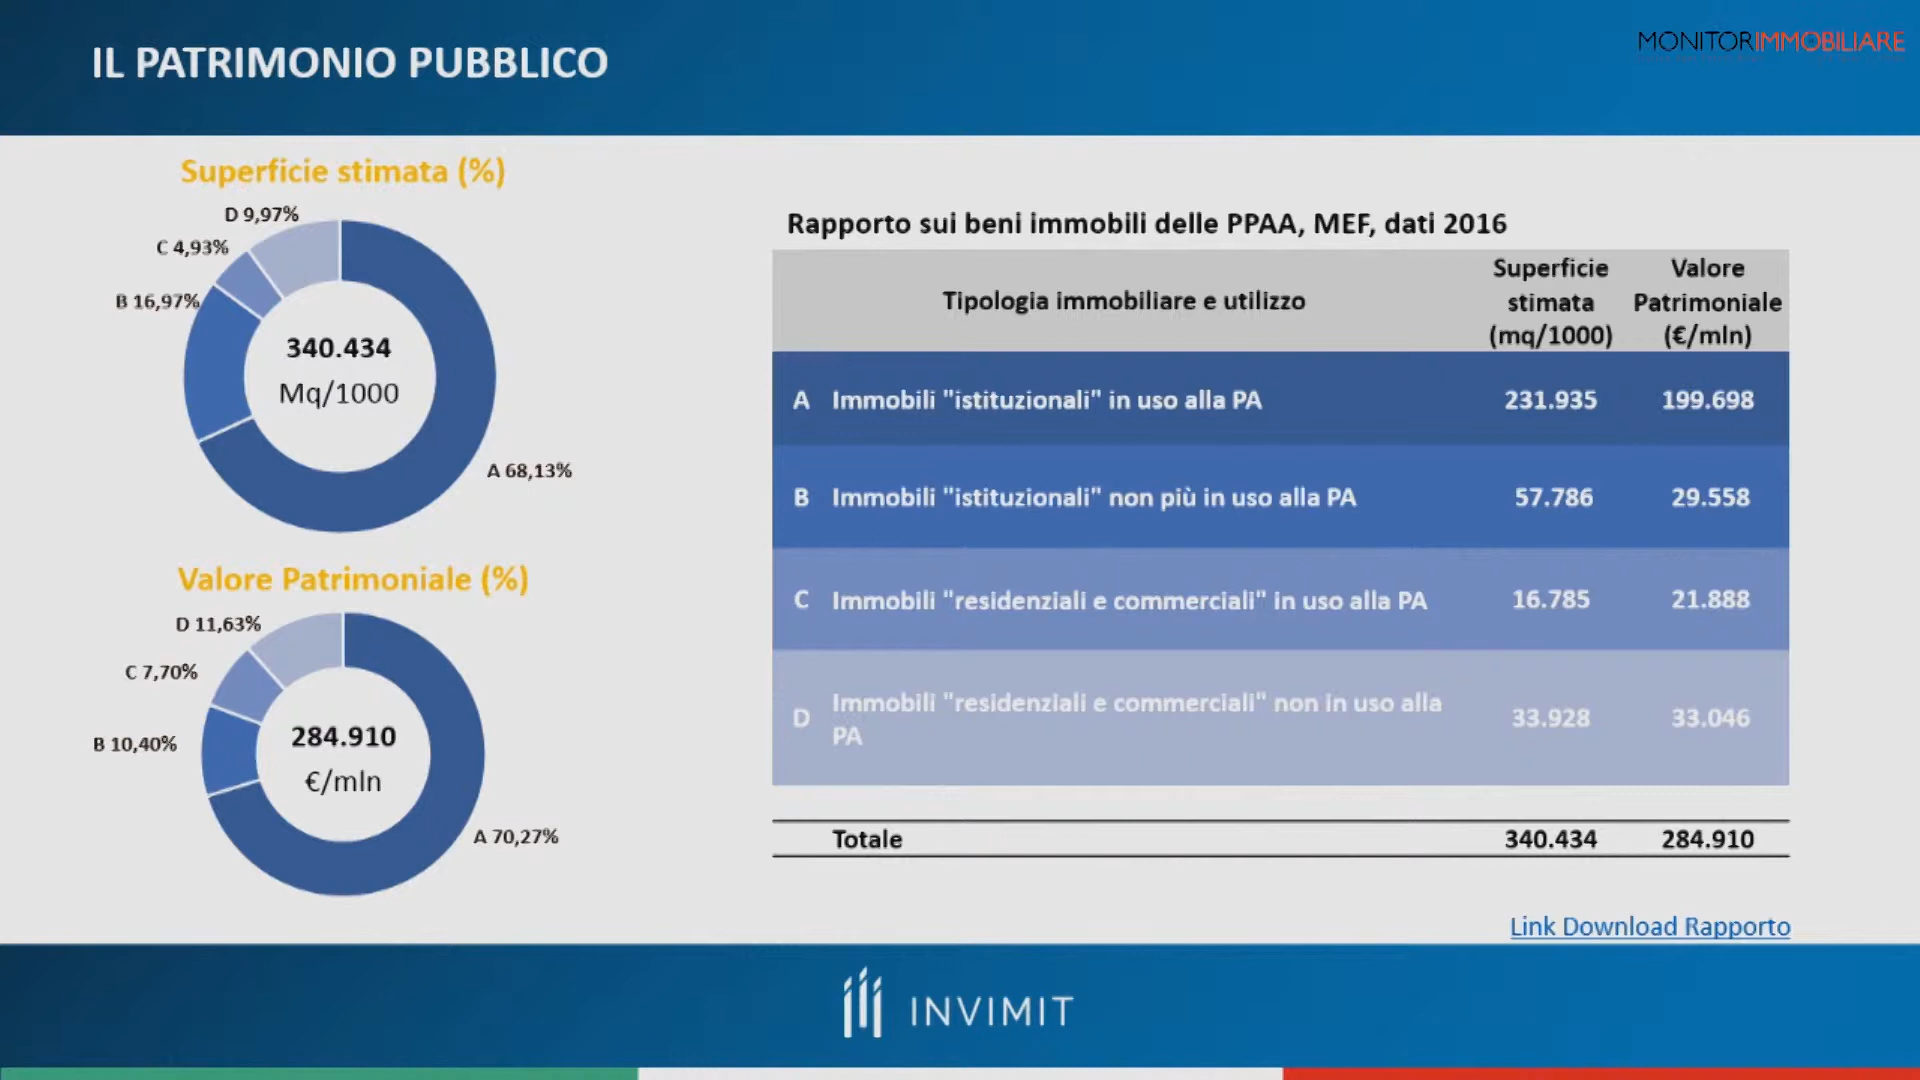 IL PATRIMONIO PUBBLICO
MONITORIMMOBILIARE
Superficie stimata (%)
D 9,97%
C 4,93%
B 16,97%
340.434
Mq/1000
A 68,13%
Valore Patrimoniale (%)
D 11,63%
C 7,70%
B 10,40%
284.910
€/mln
A 70,27%
Rapporto sui beni immobili delle PPAA, MEF, dati 2016
Tipologia immobiliare e utilizzo
Superficie
stimata
(mq/1000)
Valore
Patrimoniale
(€/mln)
A Immobili "istituzionali" in uso alla PA 231.935 199.698
B Immobili "istituzionali" non più in uso alla PA 57.786 29.558
C Immobili "residenziali e commerciali" in uso alla PA 16.785 21.888
D Immobili "residenziali e commerciali" non in uso alla
PA 33.928 33.046
Totale 340.434 284.910
Link Download Rapporto
INVIMIT